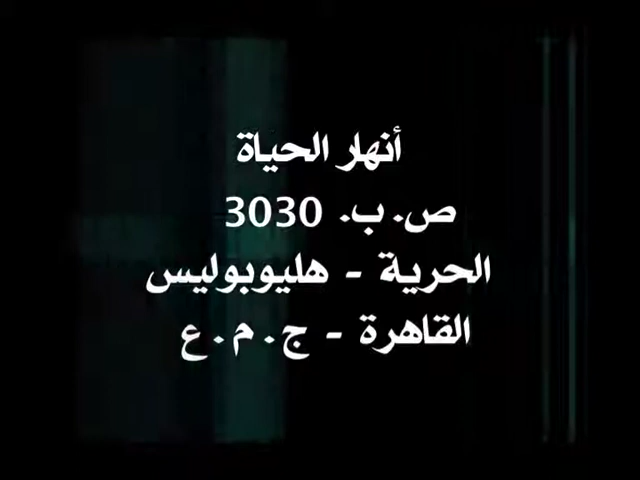 أنهار الحياة
ص. ب. 3030
الحرية - هليوبوليس
القاهرة - ج. م. ع